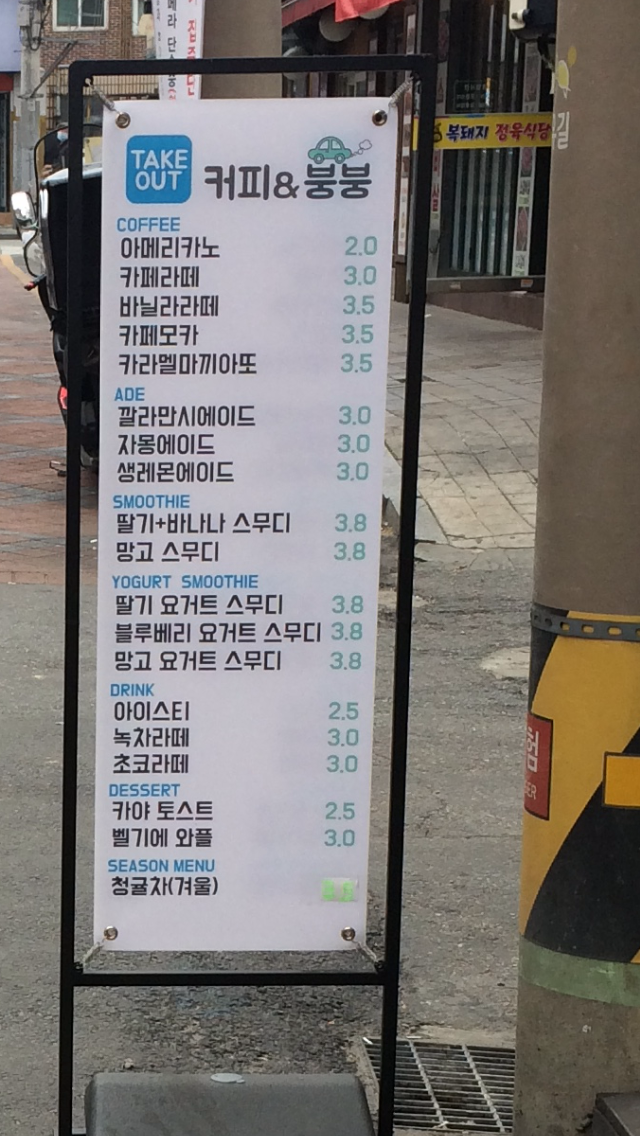 TAKE OUT
커피&붕붕
COFFEE
아메리카노 2.0
카페라떼 3.0
바닐라라떼 3.5
카페모카 3.5
카라멜마끼아또 3.5
ADE
깔라만시에이드 3.0
자몽에이드 3.0
생레몬에이드 3.0
SMOOTHIE
딸기+바나나 스무디 3.8
망고 스무디 3.8
YOGURT SMOOTHIE
딸기 요거트 스무디 3.8
블루베리 요거트 스무디 3.8
망고 요거트 스무디 3.8
DRINK
아이스티 2.5
녹차라떼 3.0
초코라떼 3.0
DESSERT
카야 토스트 2.5
벨기에 와플 3.0
SEASON MENU
청귤차(겨울)
복돼지 정육식당
길
험